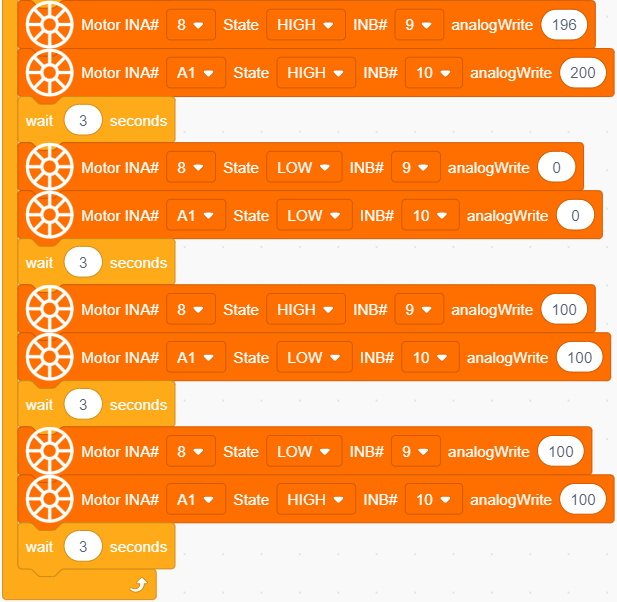 Motor INA# 8 State HIGH INB# 9 analogWrite 196
Motor INA# A1 State HIGH INB# 10 analogWrite 200
wait 3 seconds
Motor INA# 8 State LOW INB# 9 analogWrite 0
Motor INA# A1 State LOW INB# 10 analogWrite 0
wait 3 seconds
Motor INA# 8 State HIGH INB# 9 analogWrite 100
Motor INA# A1 State LOW INB# 10 analogWrite 100
wait 3 seconds
Motor INA# 8 State LOW INB# 9 analogWrite 100
Motor INA# A1 State HIGH INB# 10 analogWrite 100
wait 3 seconds